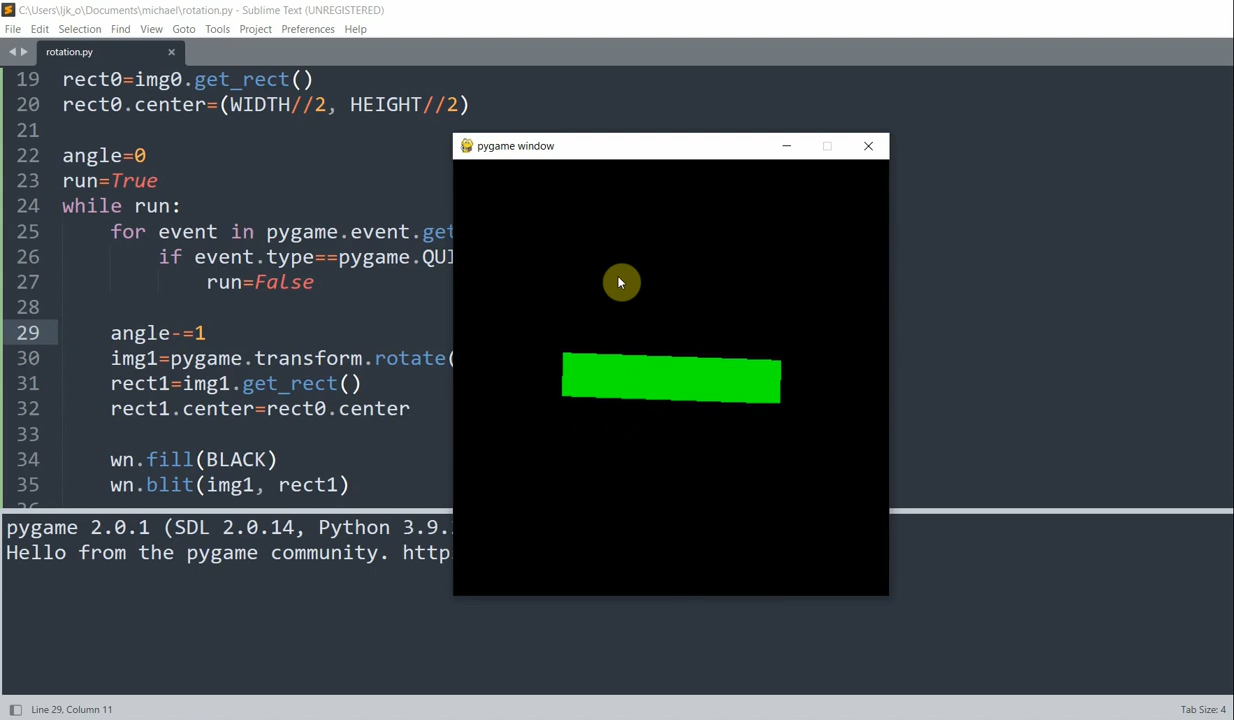 C:\Users\ljk_o\Documents\michael\rotation.py - Sublime Text (UNREGISTERED)
File Edit Selection Find View Goto Tools Project Preferences Help
rotation.py
19 rect0=img0.get_rect()
20 rect0.center=(WIDTH//2, HEIGHT//2)
21
22 angle=0
23 run=True
24 while run:
25 for event in pygame.event.get
26 if event.type==pygame.QUI
27 run=False
28
29 angle-=1
30 img1=pygame.transform.rotate(
31 rect1=img1.get_rect()
32 rect1.center=rect0.center
33
34 wn.fill(BLACK)
35 wn.blit(img1, rect1)
pygame window
pygame 2.0.1 (SDL 2.0.14, Python 3.9.
Hello from the pygame community. http
Line 29, Column 11
Tab Size: 4